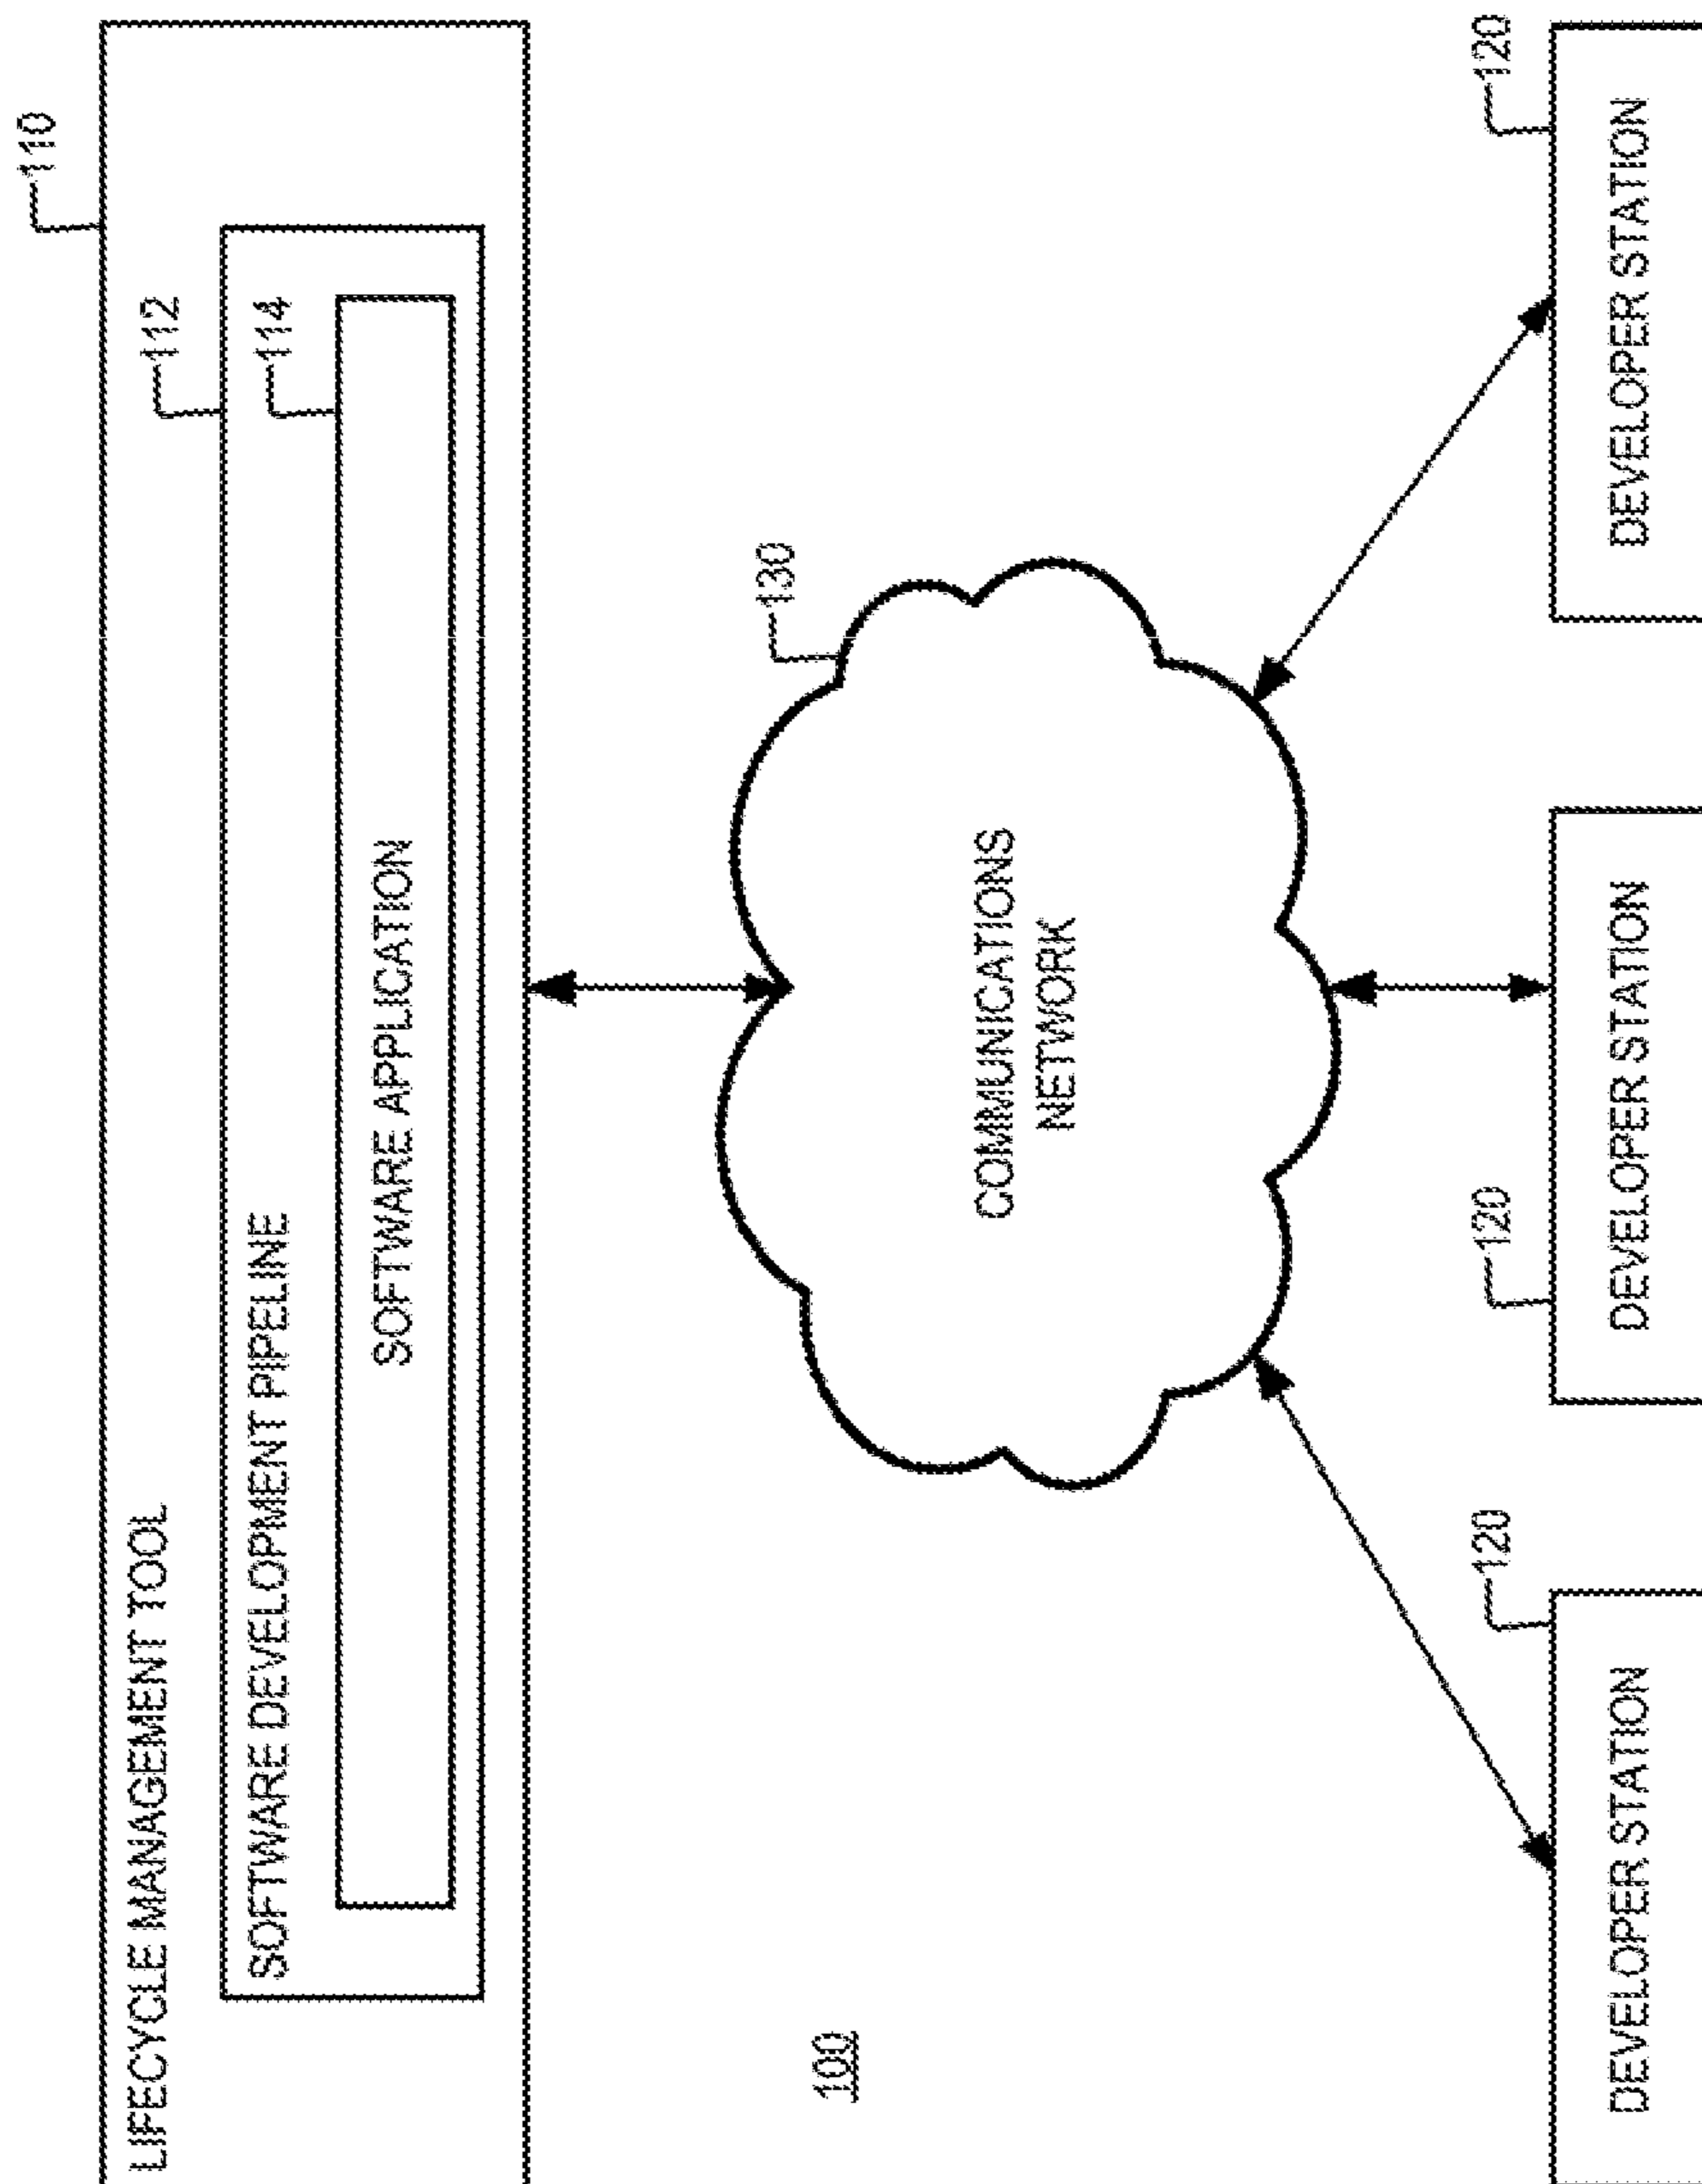 110
LIFECYCLE MANAGEMENT TOOL
112
SOFTWARE DEVELOPMENT PIPELINE
114
SOFTWARE APPLICATION
130
COMMUNICATIONS
NETWORK
100
120
120
120
DEVELOPER STATION
DEVELOPER STATION
DEVELOPER STATION